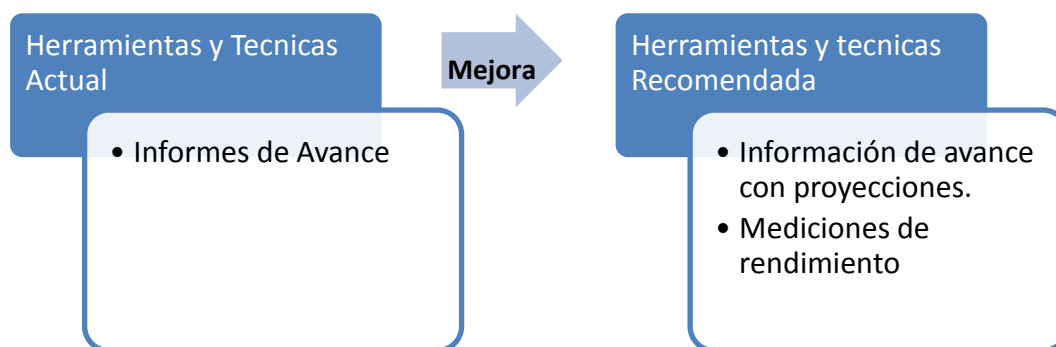 Herramientas y Tecnicas
Actual
• Informes de Avance
Mejora
Herramientas y tecnicas
Recomendada
• Información de avance
con proyecciones.
• Mediciones de
rendimiento